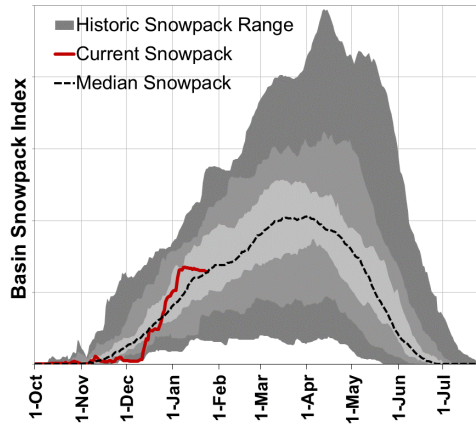 Historic Snowpack Range
Current Snowpack
Median Snowpack
Basin Snowpack Index
1-Oct
1-Nov
1-Dec
1-Jan
1-Feb
1-Mar
1-Apr
1-May
1-Jun
1-Jul